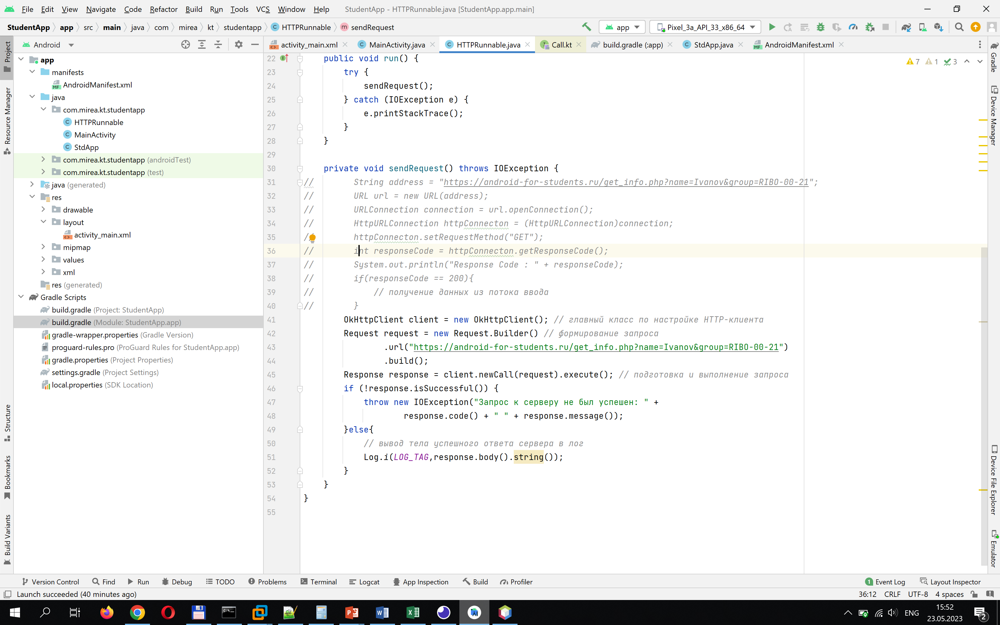 File Edit View Navigate Code Refactor Build Run Tools VCS Window Help StudentApp - HTTPRunnable.java [StudentApp.app.main]
StudentApp app src main java com mirea kt studentapp HTTPRunnable sendRequest app Pixel_3a_API_33_x86_64
Android
activity_main.xml MainActivity.java HTTPRunnable.java Call.kt build.gradle (:app) StdApp.java AndroidManifest.xml
Project
Resource Manager
Structure
Bookmarks
Build Variants
app
manifests
AndroidManifest.xml
java
com.mirea.kt.studentapp
HTTPRunnable
MainActivity
StdApp
com.mirea.kt.studentapp (androidTest)
com.mirea.kt.studentapp (test)
java (generated)
res
drawable
layout
activity_main.xml
mipmap
values
xml
res (generated)
Gradle Scripts
build.gradle (Project: StudentApp)
build.gradle (Module: StudentApp.app)
gradle-wrapper.properties (Gradle Version)
proguard-rules.pro (ProGuard Rules for StudentApp.app)
gradle.properties (Project Properties)
settings.gradle (Project Settings)
local.properties (SDK Location)
7 1 3
22 public void run() {
23 try {
24 sendRequest();
25 } catch (IOException e) {
26 e.printStackTrace();
27 }
28 }
29
30 private void sendRequest() throws IOException {
31 // String address = "https://android-for-students.ru/get_info.php?name=Ivanov&group=RIBO-00-21";
32 // URL url = new URL(address);
33 // URLConnection connection = url.openConnection();
34 // HttpURLConnection httpConnecton = (HttpURLConnection)connection;
35 // httpConnecton.setRequestMethod("GET");
36 // int responseCode = httpConnecton.getResponseCode();
37 // System.out.println("Response Code : " + responseCode);
38 // if(responseCode == 200){
39 // // получение данных из потока ввода
40 // }
41 OkHttpClient client = new OkHttpClient(); // главный класс по настройке HTTP-клиента
42 Request request = new Request.Builder() // формирование запроса
43 .url("https://android-for-students.ru/get_info.php?name=Ivanov&group=RIBO-00-21")
44 .build();
45 Response response = client.newCall(request).execute(); // подготовка и выполнение запроса
46 if (!response.isSuccessful()) {
47 throw new IOException("Запрос к серверу не был успешен: " +
48 response.code() + " " + response.message());
49 }else{
50 // вывод тела успешного ответа сервера в лог
51 Log.i(LOG_TAG,response.body().string());
52 }
53 }
54 }
55
Gradle
Device Manager
Device File Explorer
Emulator
Version Control Find Run Debug TODO Problems Terminal Logcat App Inspection Build Profiler 1 Event Log Layout Inspector
Launch succeeded (40 minutes ago) 36:12 CRLF UTF-8 4 spaces
ENG 15:52
23.05.2023 2